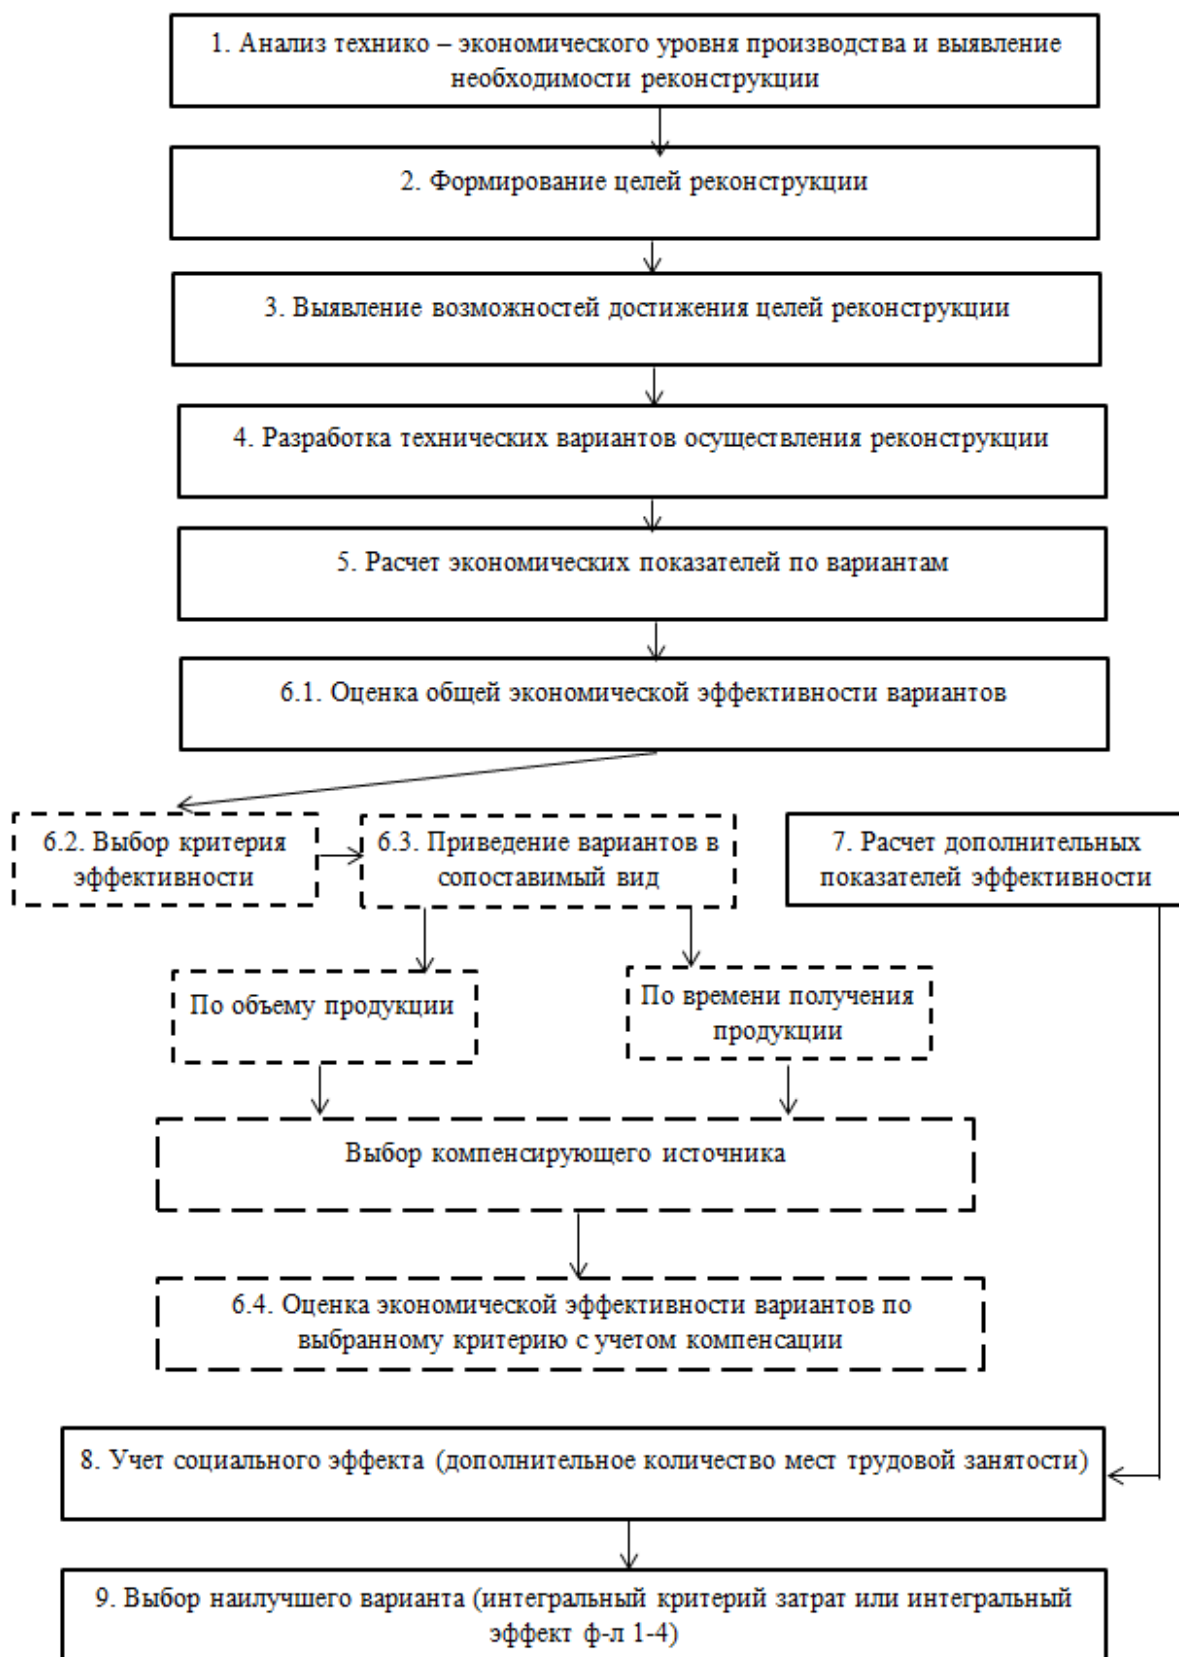 1. Анализ технико – экономического уровня производства и выявление
необходимости реконструкции
2. Формирование целей реконструкции
3. Выявление возможностей достижения целей реконструкции
4. Разработка технических вариантов осуществления реконструкции
5. Расчет экономических показателей по вариантам
6.1. Оценка общей экономической эффективности вариантов
6.2. Выбор критерия
эффективности
6.3. Приведение вариантов в
сопоставимый вид
7. Расчет дополнительных
показателей эффективности
По объему продукции
По времени получения
продукции
Выбор компенсирующего источника
6.4. Оценка экономической эффективности вариантов по
выбранному критерию с учетом компенсации
8. Учет социального эффекта (дополнительное количество мест трудовой занятости)
9. Выбор наилучшего варианта (интегральный критерий затрат или интегральный
эффект ф-л 1-4)